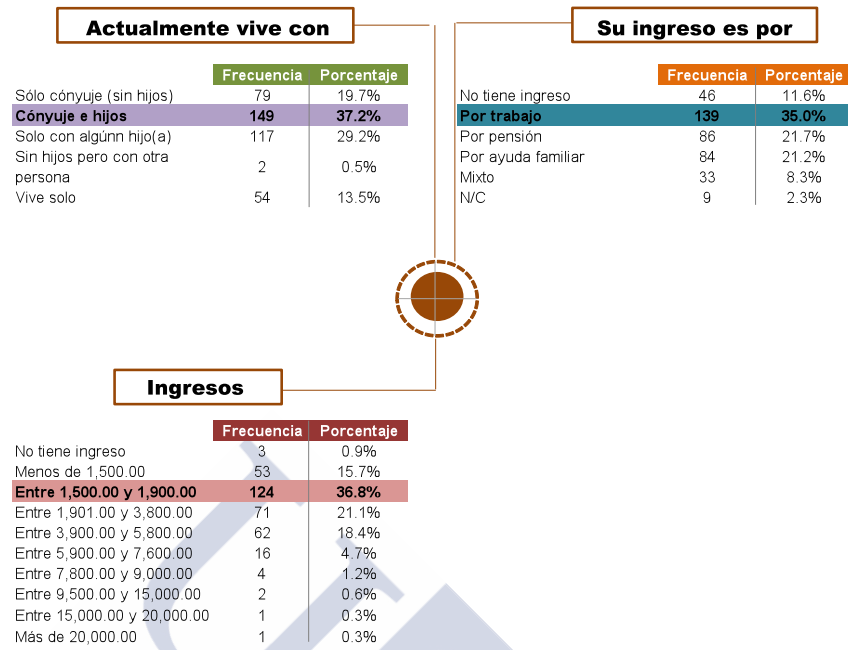 Actualmente vive con
Frecuencia Porcentaje
Sólo cónyuje (sin hijos) 79 19.7%
Cónyuje e hijos 149 37.2%
Solo con algúnn hijo(a) 117 29.2%
Sin hijos pero con otra
persona 2 0.5%
Vive solo 54 13.5%
Su ingreso es por
Frecuencia Porcentaje
No tiene ingreso 46 11.6%
Por trabajo 139 35.0%
Por pensión 86 21.7%
Por ayuda familiar 84 21.2%
Mixto 33 8.3%
N/C 9 2.3%
Ingresos
Frecuencia Porcentaje
No tiene ingreso 3 0.9%
Menos de 1,500.00 53 15.7%
Entre 1,500.00 y 1,900.00 124 36.8%
Entre 1,901.00 y 3,800.00 71 21.1%
Entre 3,900.00 y 5,800.00 62 18.4%
Entre 5,900.00 y 7,600.00 16 4.7%
Entre 7,800.00 y 9,000.00 4 1.2%
Entre 9,500.00 y 15,000.00 2 0.6%
Entre 15,000.00 y 20,000.00 1 0.3%
Más de 20,000.00 1 0.3%